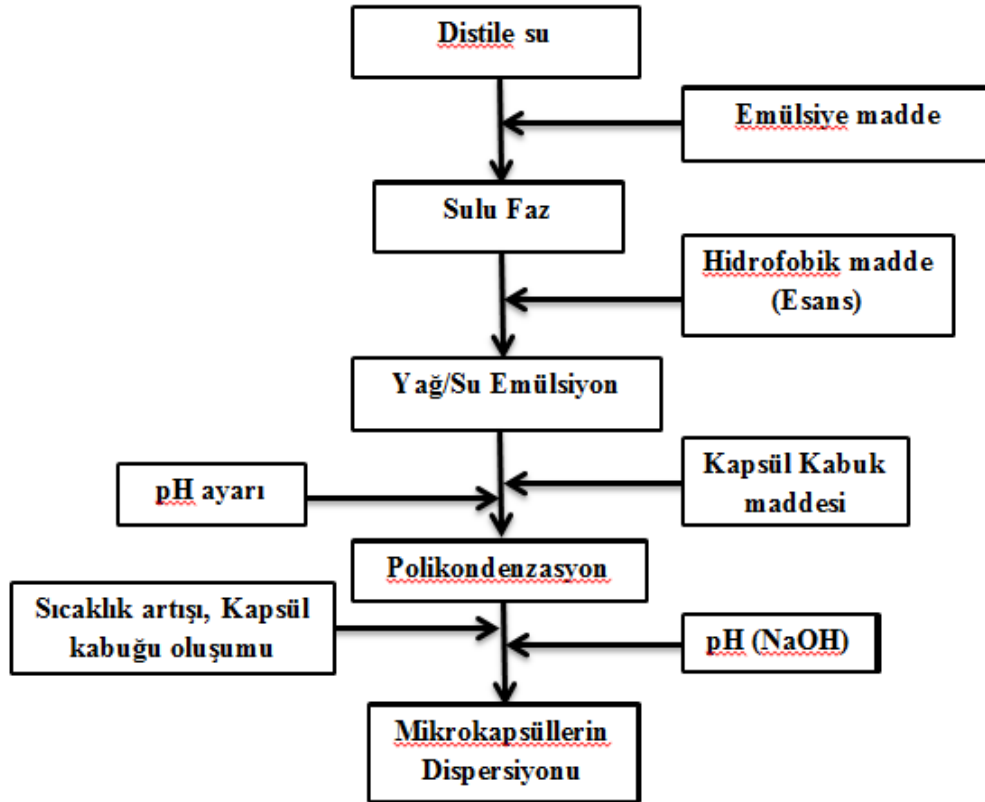 Distile su
Emülsiye madde
Sulu Faz
Hidrofobik madde
(Esans)
Yağ/Su Emülsiyon
pH ayarı
Kapsül Kabuk
maddesi
Polikondenzasyon
Sıcaklık artışı, Kapsül
kabuğu oluşumu
pH (NaOH)
Mikrokapsüllerin
Dispersiyonu